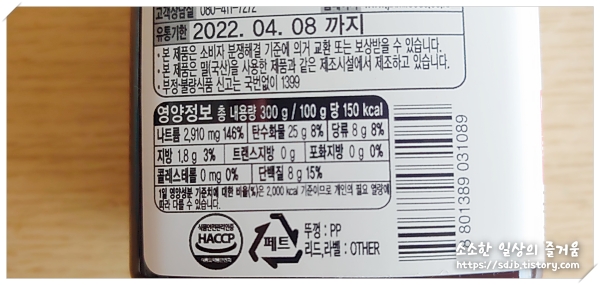 고객상담실 080-411-7272
유통기한 2022. 04. 08 까지
• 본 제품은 소비자 분쟁해결 기준에 의거 교환 또는 보상받을 수 있습니다.
• 본 제품은 밀(국산)을 사용한 제품과 같은 제조시설에서 제조하고 있습니다.
• 부정·불량식품 신고는 국번없이 1399
영양정보 총 내용량 300 g / 100 g 당 150 kcal
나트륨 2,910 mg 146% 탄수화물 25 g 8% 당류 8 g 8%
지방 1.8 g 3% 트랜스지방 0 g 포화지방 0 g 0%
콜레스테롤 0 mg 0% 단백질 8 g 15%
1일 영양성분 기준치에 대한 비율(%)은 2,000 kcal 기준이므로 개인의 필요 열량에
따라 다를 수 있습니다.
HACCP
페트
뚜껑 : PP
리드,라벨 : OTHER
801389 031089
소소한 일상의 즐거움
https://sdjb.tistory.com